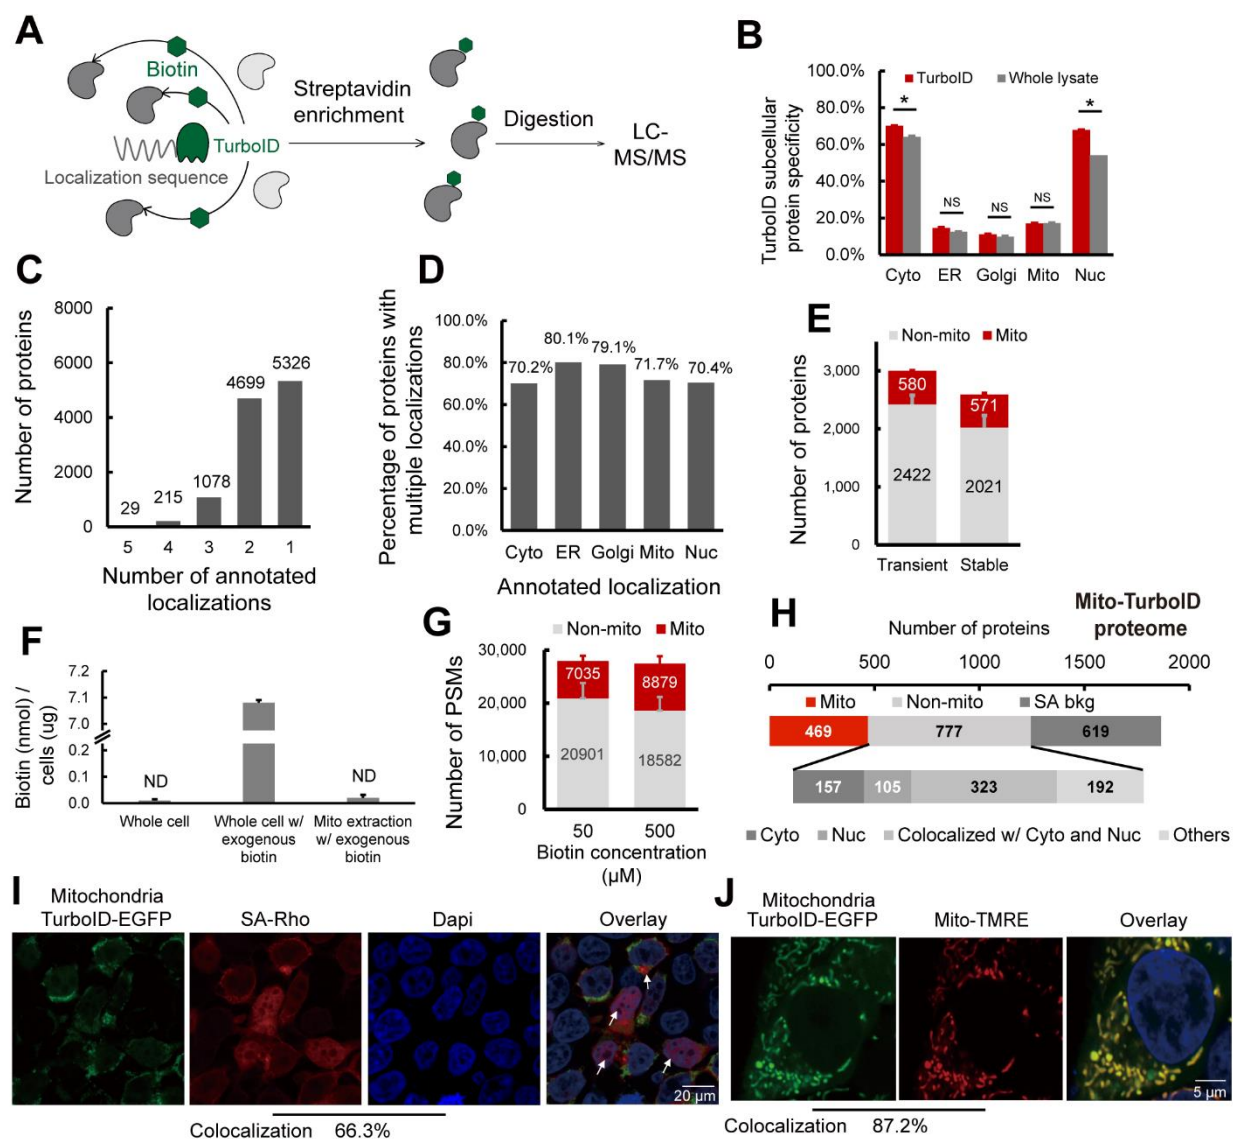 A
Biotin
TurboID
Localization sequence
Streptavidin
enrichment
Digestion
LC-
MS/MS
B
TurboID subcellular
protein specificity
100.0%
80.0%
60.0%
40.0%
20.0%
0.0%
TurboID
Whole lysate
*
NS
NS
NS
*
Cyto ER Golgi Mito Nuc
C
Number of proteins
8000
6000
4000
2000
0
29
215
1078
4699
5326
5 4 3 2 1
Number of annotated
localizations
D
Percentage of proteins with
multiple localizations
100.0%
80.0%
60.0%
40.0%
20.0%
0.0%
70.2%
80.1%
79.1%
71.7%
70.4%
Cyto ER Golgi Mito Nuc
Annotated localization
E
Non-mito Mito
Number of proteins
3,000
2,000
1,000
0
580
2422
571
2021
Transient Stable
F
Biotin (nmol) /
cells (ug)
7.2
7.1
7.0
0.2
0.1
0.0
ND
ND
Whole cell
Whole cell w/
exogenous
biotin
Mito extraction
w/ exogenous
biotin
G
Non-mito Mito
Number of PSMs
30,000
20,000
10,000
0
7035
20901
8879
18582
50 500
Biotin concentration
(µM)
H
Mito-TurboID
proteome
Number of proteins
0 500 1000 1500 2000
Mito Non-mito SA bkg
469 777 619
157 105 323 192
Cyto Nuc Colocalized w/ Cyto and Nuc Others
I
Mitochondria
TurboID-EGFP
SA-Rho
Dapi
Overlay
20 µm
Colocalization 66.3%
J
Mitochondria
TurboID-EGFP
Mito-TMRE
Overlay
5 µm
Colocalization 87.2%